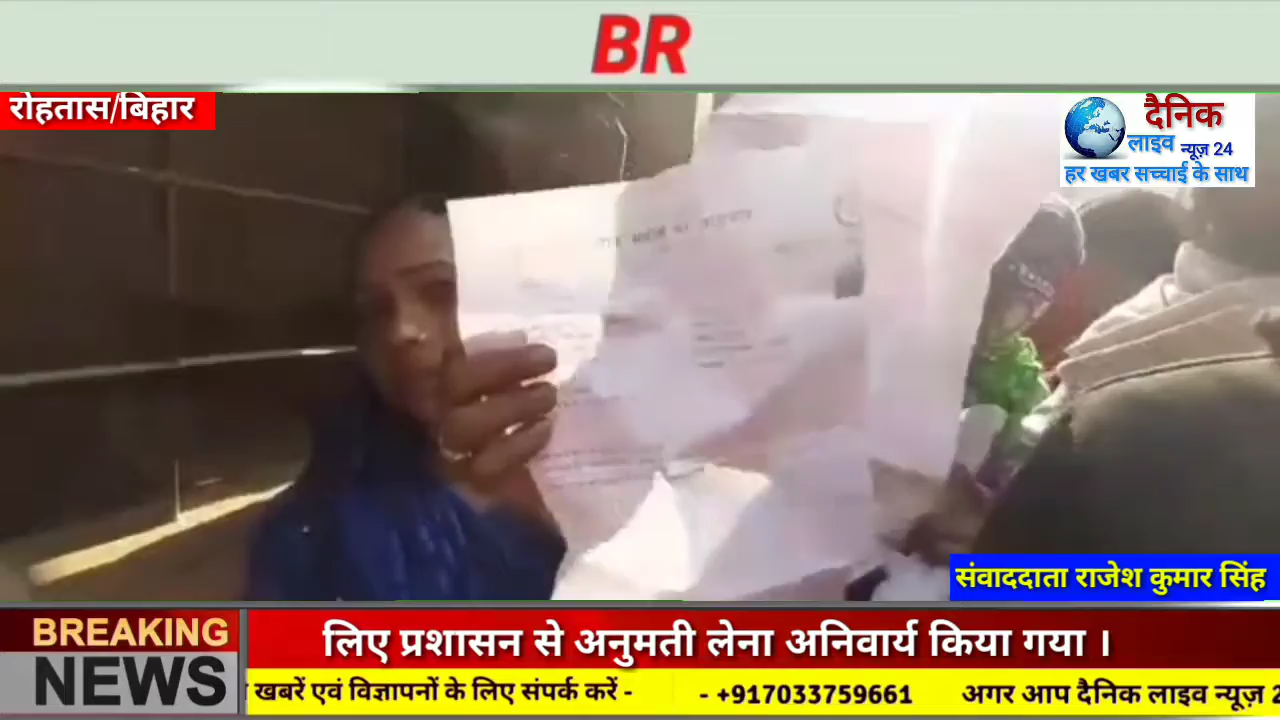 BR
रोहतास/बिहार
दैनिक
लाइव न्यूज़ 24
हर खबर सच्चाई के साथ
संवाददाता राजेश कुमार सिंह
BREAKING
NEWS
लिए प्रशासन से अनुमती लेना अनिवार्य किया गया ।
खबरें एवं विज्ञापनों के लिए संपर्क करें - - +917033759661 अगर आप दैनिक लाइव न्यूज़